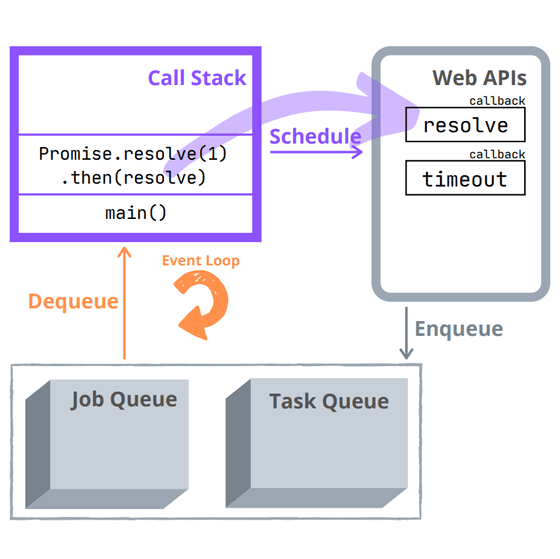 Call Stack
Promise.resolve(1)
.then(resolve)
main()
Schedule
Web APIs
callback
resolve
callback
timeout
Event Loop
Dequeue
Enqueue
Job Queue
Task Queue